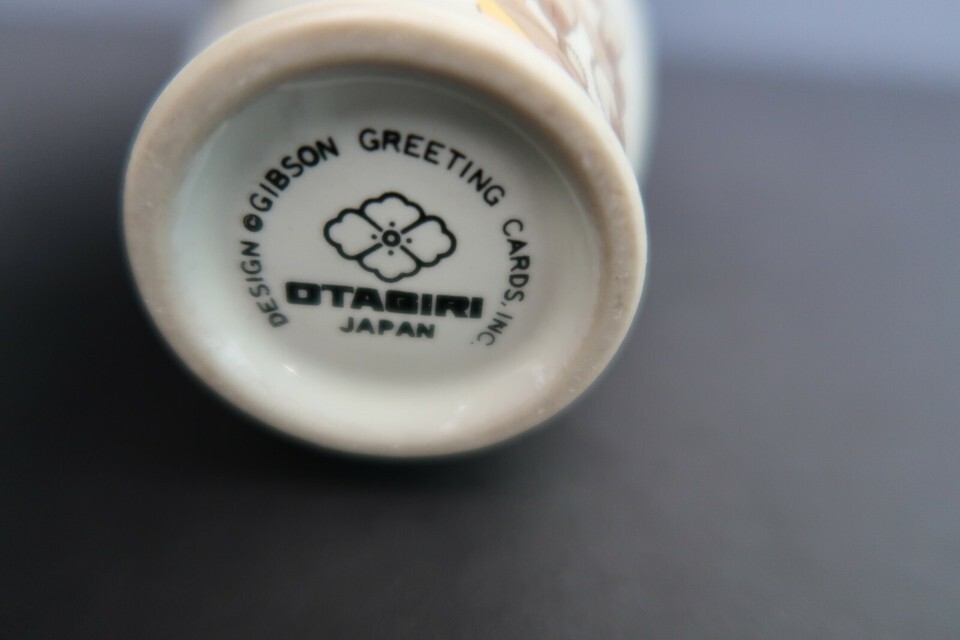 DESIGN ©GIBSON GREETING CARDS, INC.
OTAGIRI
JAPAN